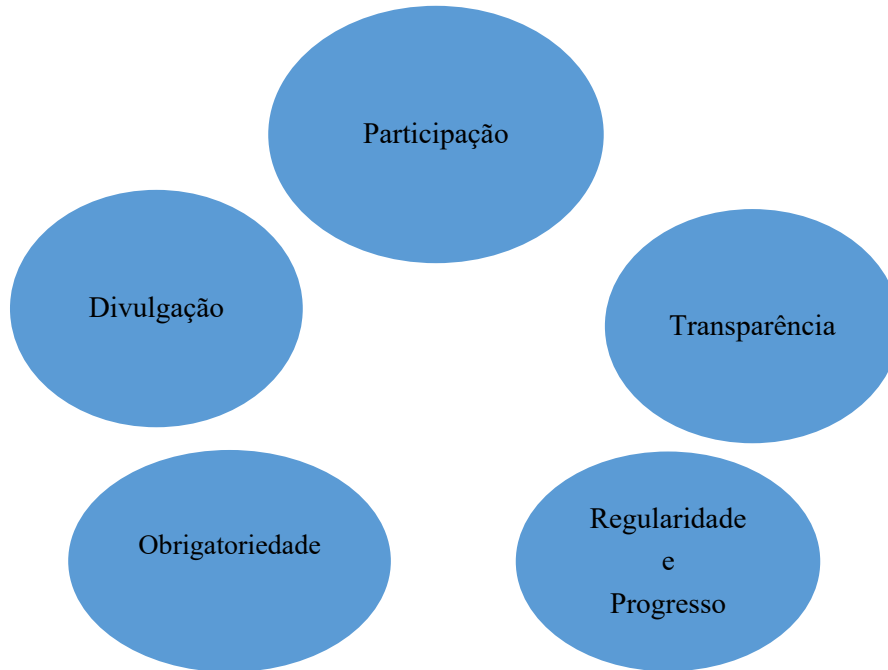 Participação
Divulgação
Transparência
Obrigatoriedade
Regularidade
e
Progresso